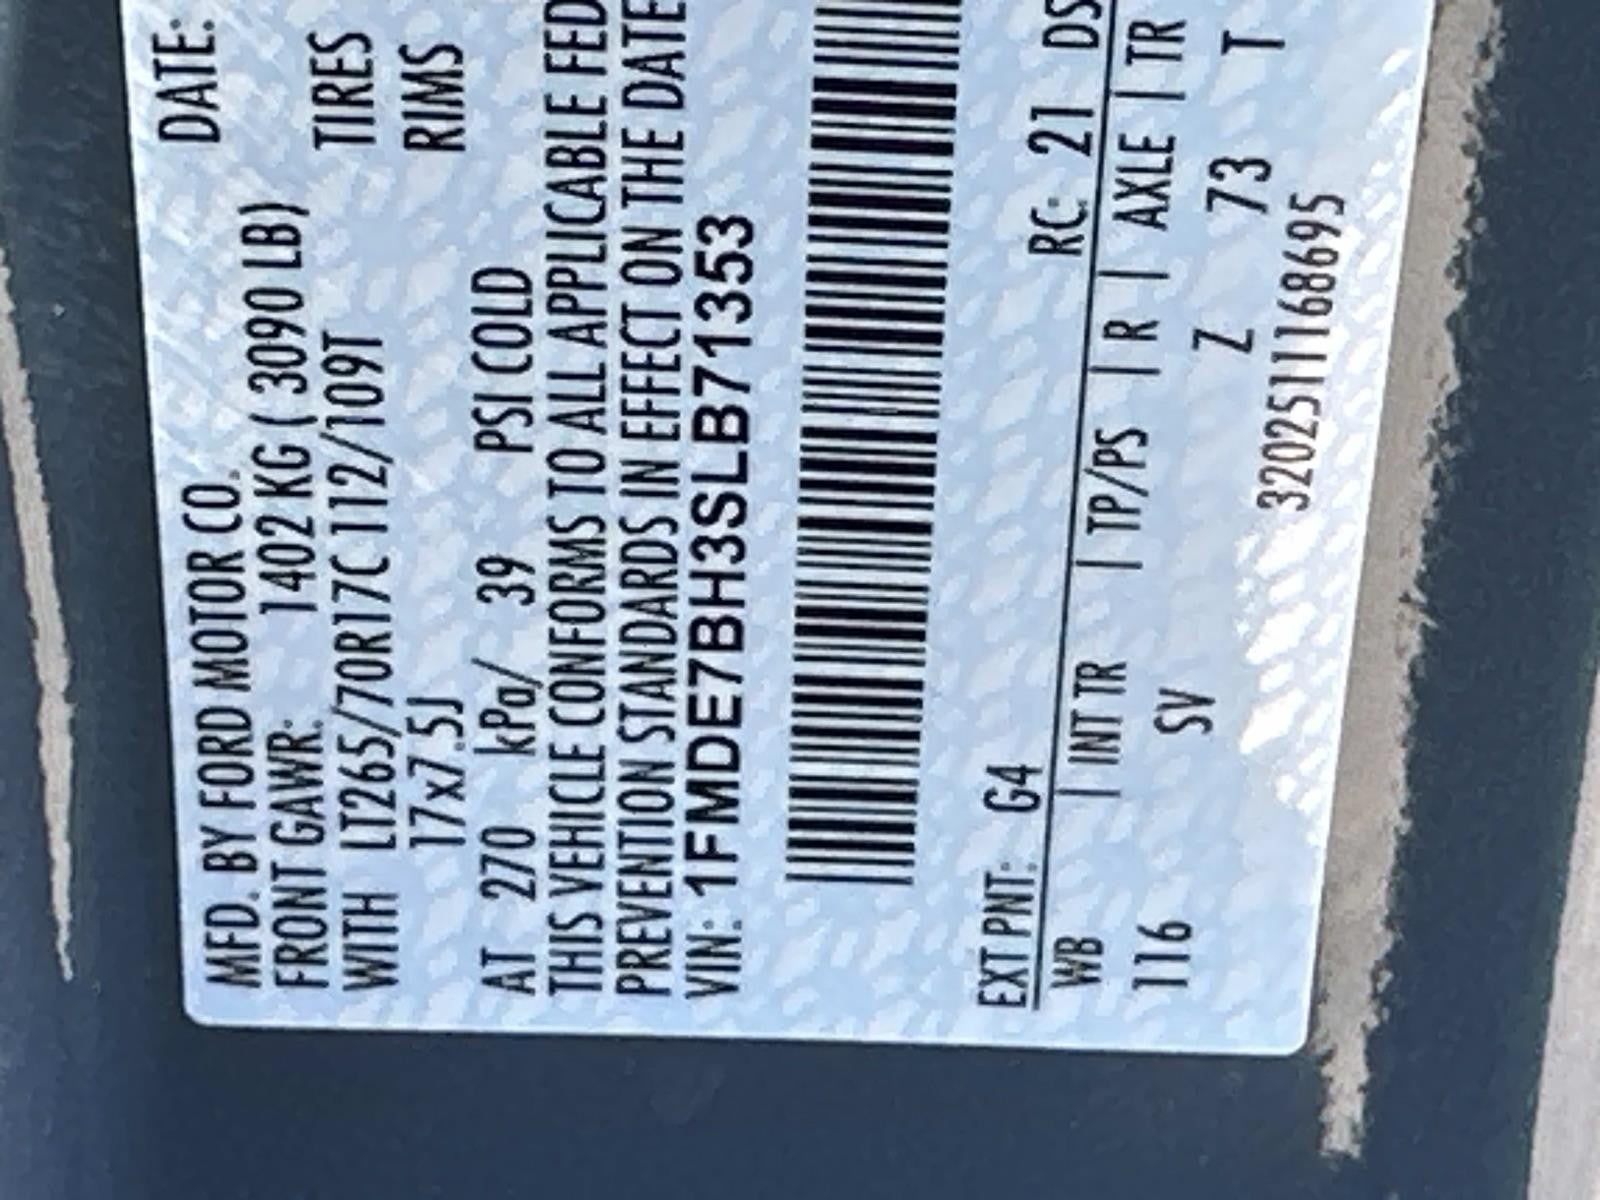 MFD. BY FORD MOTOR CO. DATE:
FRONT GAWR: 1402 KG ( 3090 LB)
WITH LT265/70R17C 112/109T TIRES
17x7.5J RIMS
AT 270 kPa/ 39 PSI COLD
THIS VEHICLE CONFORMS TO ALL APPLICABLE FED
PREVENTION STANDARDS IN EFFECT ON THE DATE
VIN: 1FMDE7BH3SLB71353
EXT PNT: G4 RC: 21 DS
WB | INT TR | TP/PS | R | AXLE | TR
116 SV Z 73 T
3202511168695